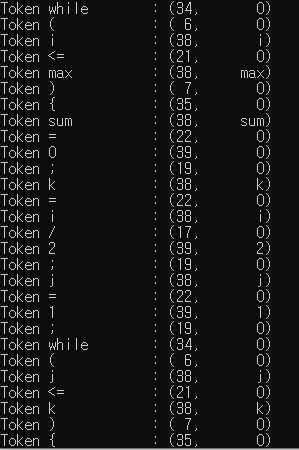 Token while : (34, 0)
Token ( : ( 6, 0)
Token i : (38, i)
Token <= : (21, 0)
Token max : (38, max)
Token ) : ( 7, 0)
Token { : (35, 0)
Token sum : (38, sum)
Token = : (22, 0)
Token 0 : (39, 0)
Token ; : (19, 0)
Token k : (38, k)
Token = : (22, 0)
Token i : (38, i)
Token / : (17, 0)
Token 2 : (39, 2)
Token ; : (19, 0)
Token j : (38, j)
Token = : (22, 0)
Token 1 : (39, 1)
Token ; : (19, 0)
Token while : (34, 0)
Token ( : ( 6, 0)
Token j : (38, j)
Token <= : (21, 0)
Token k : (38, k)
Token ) : ( 7, 0)
Token { : (35, 0)